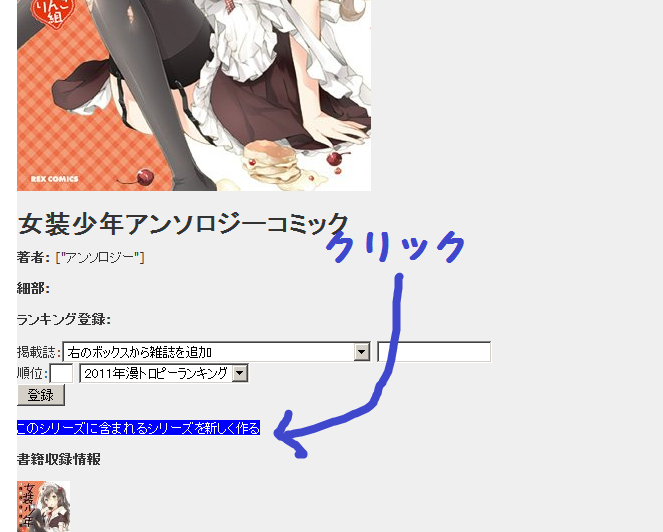 りんご
組
REX COMICS
女装少年アンソロジーコミック
クリック
著者: ["アンソロジー"]
細部:
ランキング登録:
掲載誌: 右のボックスから雑誌を追加
順位: 2011年漫トロピーランキング
登録
このシリーズに含まれるシリーズを新しく作る
書籍収録情報
女装少年